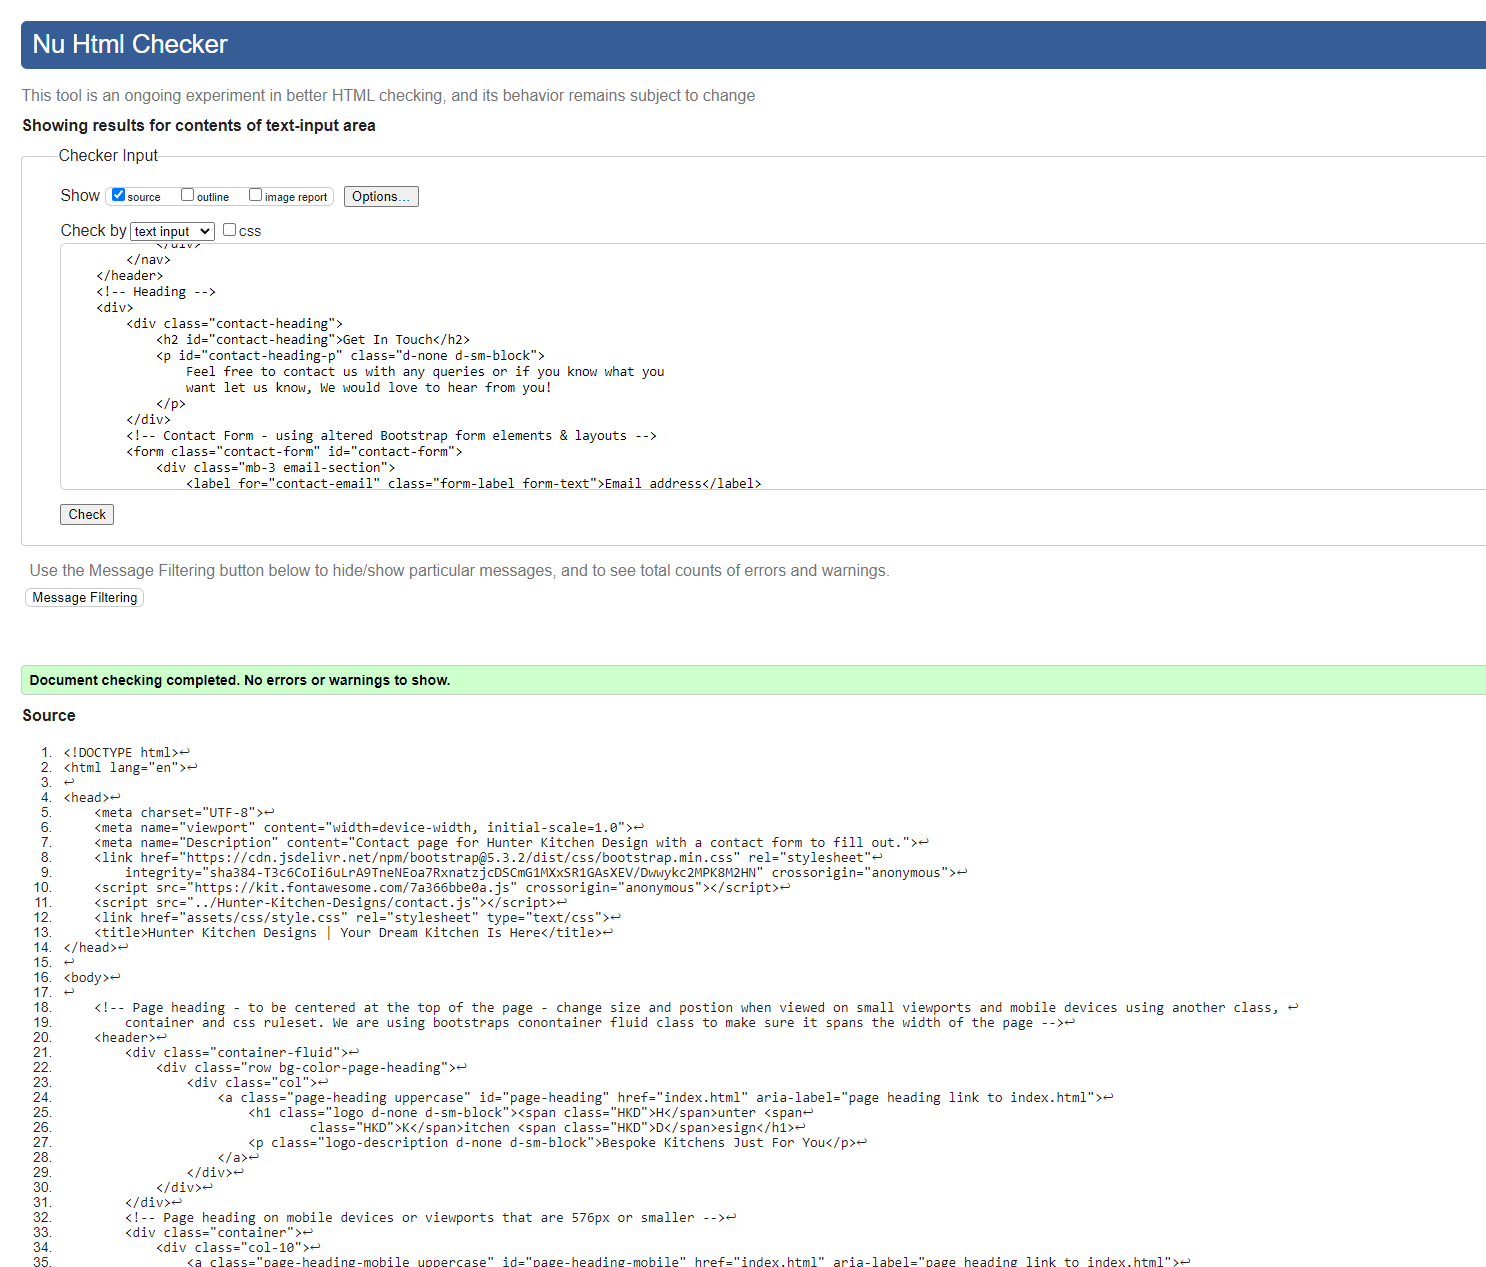 Nu Html Checker
This tool is an ongoing experiment in better HTML checking, and its behavior remains subject to change
Showing results for contents of text-input area
Checker Input
Show source outline image report Options...
Check by text input css
</div>
</nav>
</header>
<!-- Heading -->
<div>
<div class="contact-heading">
<h2 id="contact-heading">Get In Touch</h2>
<p id="contact-heading-p" class="d-none d-sm-block">
Feel free to contact us with any queries or if you know what you
want let us know, We would love to hear from you!
</p>
</div>
<!-- Contact Form - using altered Bootstrap form elements & layouts -->
<form class="contact-form" id="contact-form">
<div class="mb-3 email-section">
<label for="contact-email" class="form-label form-text">Email address</label>
Check
Use the Message Filtering button below to hide/show particular messages, and to see total counts of errors and warnings.
Message Filtering
Document checking completed. No errors or warnings to show.
Source
1. <!DOCTYPE html>↩
2. <html lang="en">↩
3. ↩
4. <head>↩
5. <meta charset="UTF-8">↩
6. <meta name="viewport" content="width=device-width, initial-scale=1.0">↩
7. <meta name="Description" content="Contact page for Hunter Kitchen Design with a contact form to fill out.">↩
8. <link href="https://cdn.jsdelivr.net/npm/bootstrap@5.3.2/dist/css/bootstrap.min.css" rel="stylesheet"↩
9. integrity="sha384-T3c6CoIi6uLrA9TneNEoa7RxnatzjcDSCmG1MXxSR1GAsXEV/Dwwykc2MPK8M2HN" crossorigin="anonymous">↩
10. <script src="https://kit.fontawesome.com/7a366bbe0a.js" crossorigin="anonymous"></script>↩
11. <script src="../Hunter-Kitchen-Designs/contact.js"></script>↩
12. <link href="assets/css/style.css" rel="stylesheet" type="text/css">↩
13. <title>Hunter Kitchen Designs | Your Dream Kitchen Is Here</title>↩
14. </head>↩
15. ↩
16. <body>↩
17. ↩
18. <!-- Page heading - to be centered at the top of the page - change size and postion when viewed on small viewports and mobile devices using another class, ↩
19. container and css ruleset. We are using bootstraps conontainer fluid class to make sure it spans the width of the page -->↩
20. <header>↩
21. <div class="container-fluid">↩
22. <div class="row bg-color-page-heading">↩
23. <div class="col">↩
24. <a class="page-heading uppercase" id="page-heading" href="index.html" aria-label="page heading link to index.html">↩
25. <h1 class="logo d-none d-sm-block"><span class="HKD">H</span>unter <span↩
26. class="HKD">K</span>itchen <span class="HKD">D</span>esign</h1>↩
27. <p class="logo-description d-none d-sm-block">Bespoke Kitchens Just For You</p>↩
28. </a>↩
29. </div>↩
30. </div>↩
31. </div>↩
32. <!-- Page heading on mobile devices or viewports that are 576px or smaller -->↩
33. <div class="container">↩
34. <div class="col-10">↩
35. <a class="page-heading-mobile uppercase" id="page-heading-mobile" href="index.html" aria-label="page heading link to index.html">↩